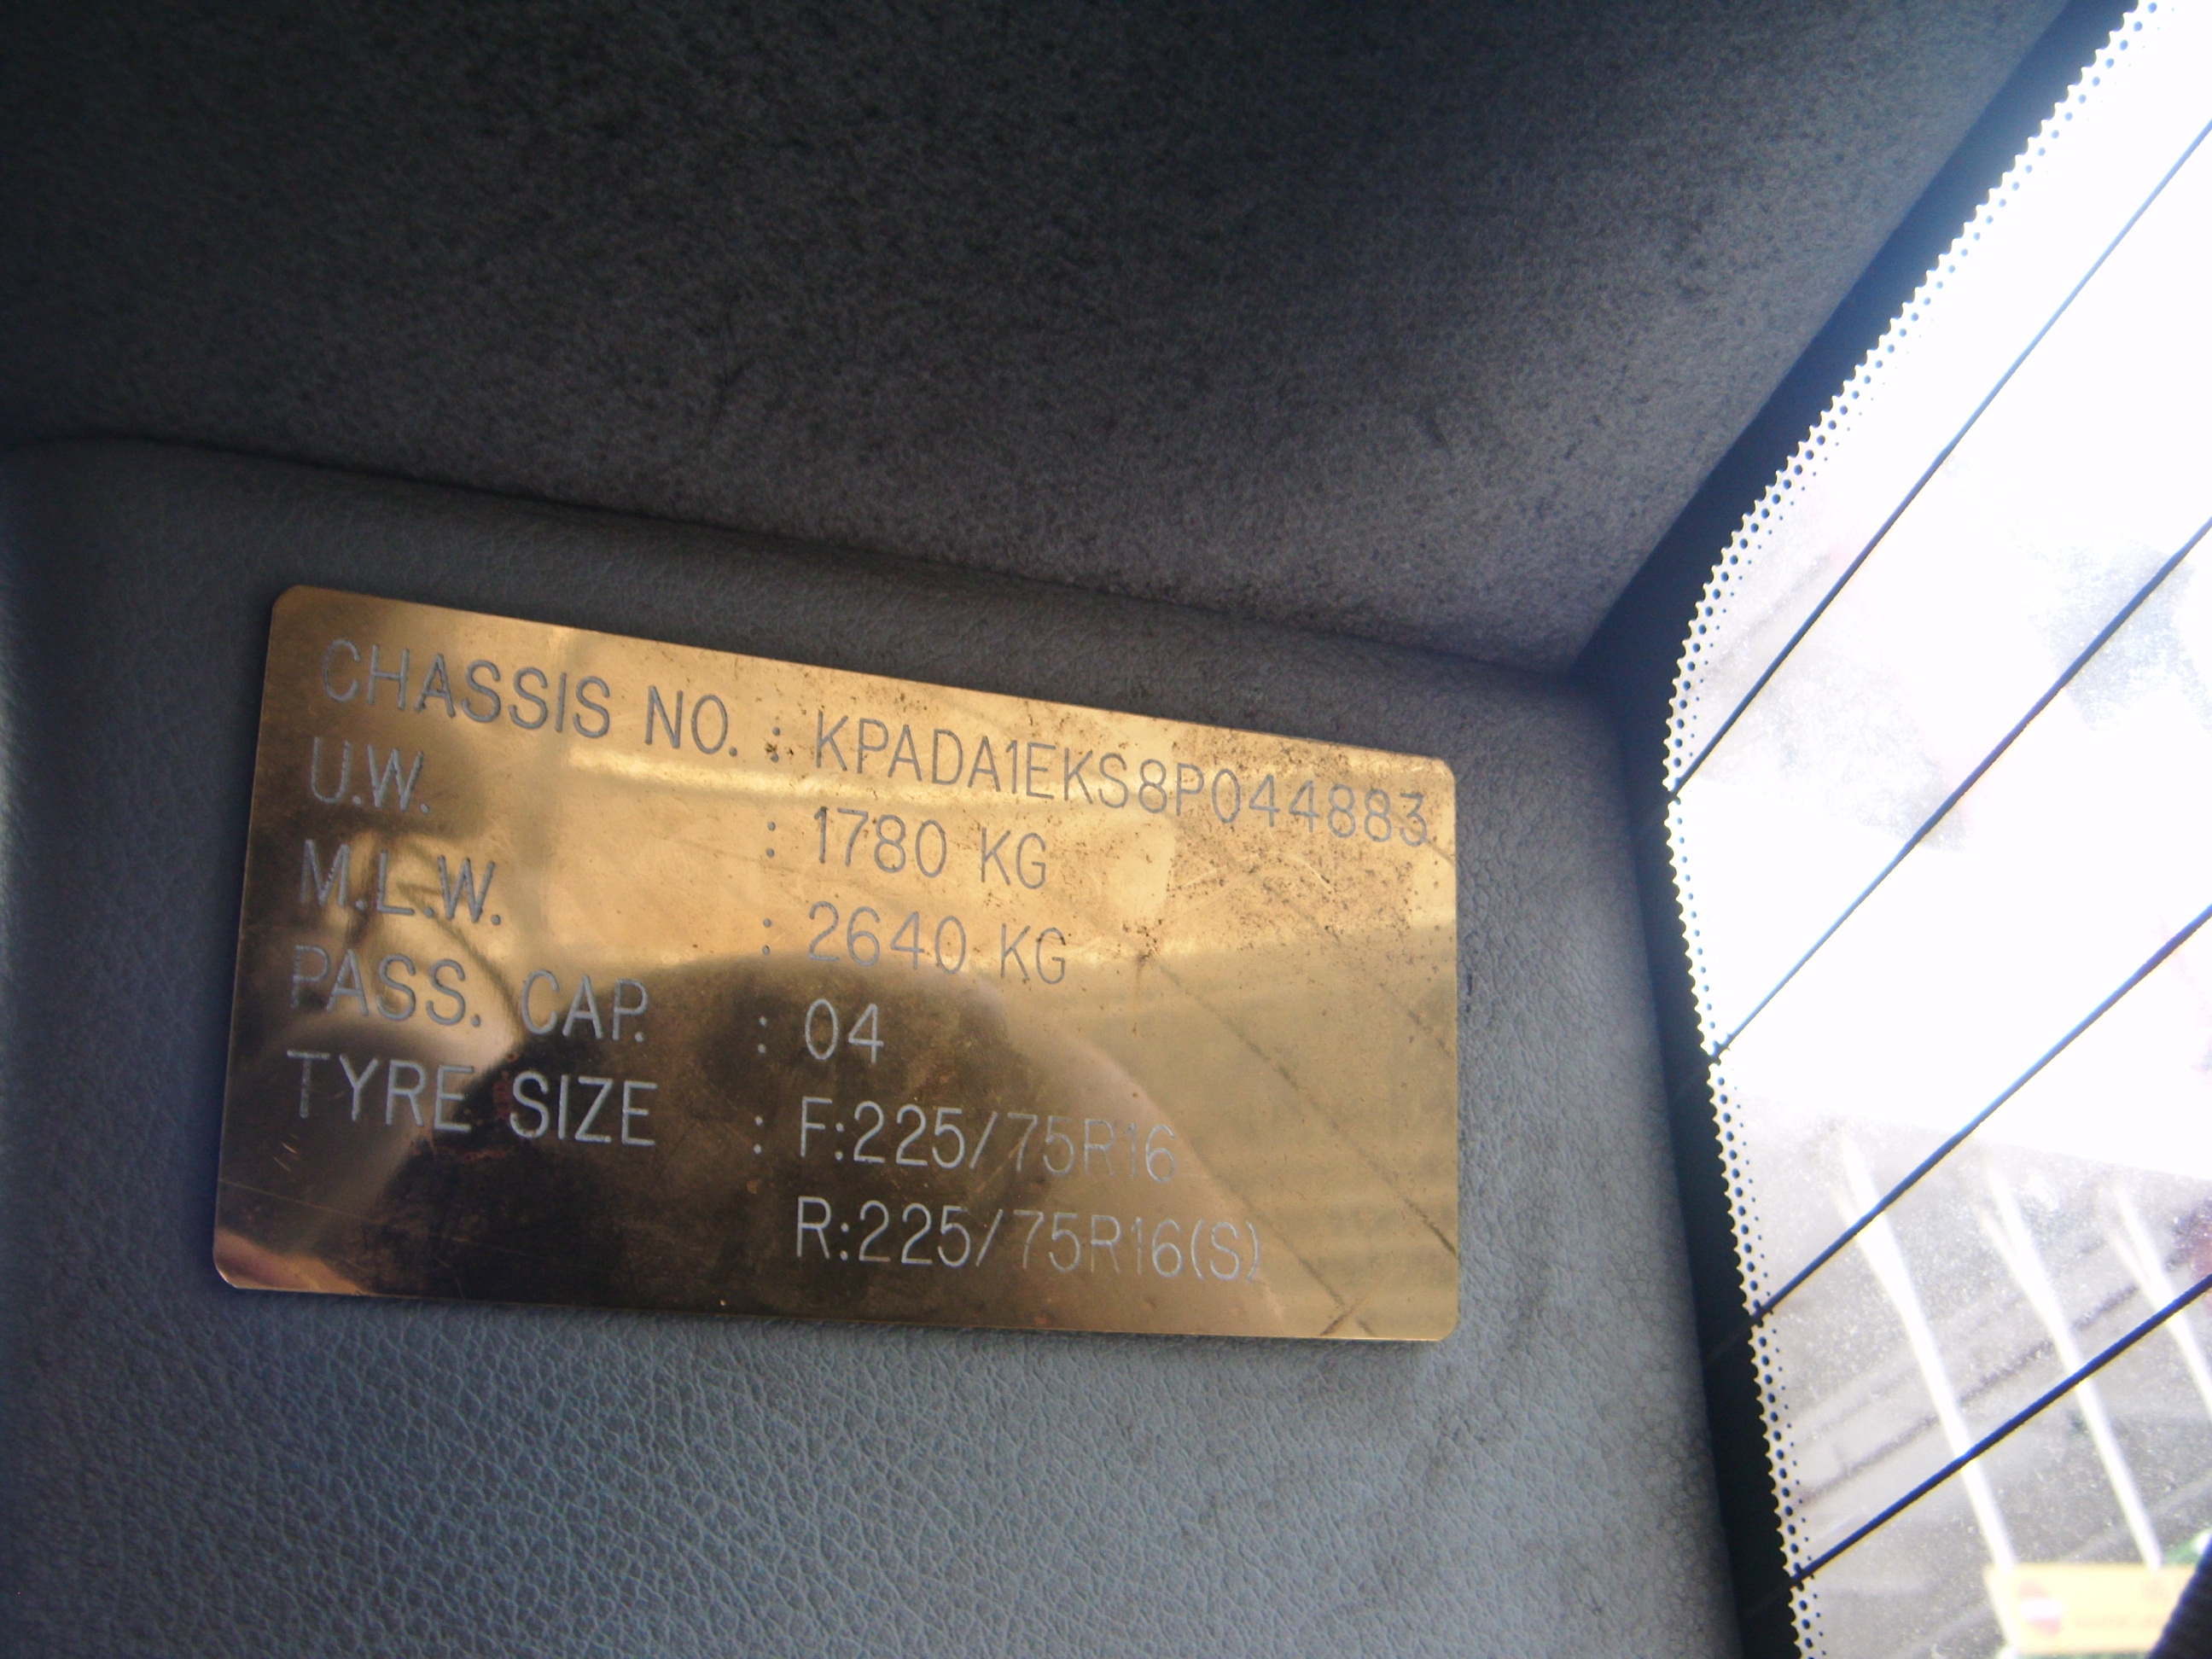 CHASSIS NO. : KPADA1EKS8P044883
U.W. : 1780 KG
M.L.W. : 2640 KG
PASS. CAP. : 04
TYRE SIZE : F:225/75R16
R:225/75R16(S)